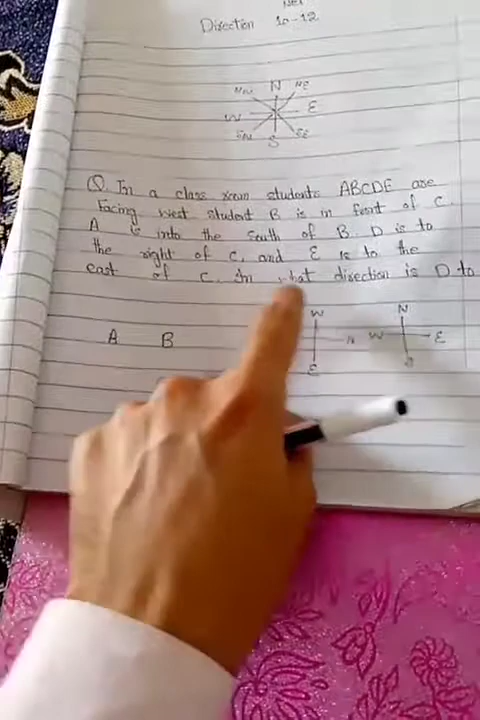 Direction 10-12
NW N NE
W E
SW S SE
Q. In a class room students ABCDE are
Facing west student B is in front of C.
A is into the South of B. D is to
the right of C, and E is to the
east of C. In what direction is D to
W N
A B N W E
E S